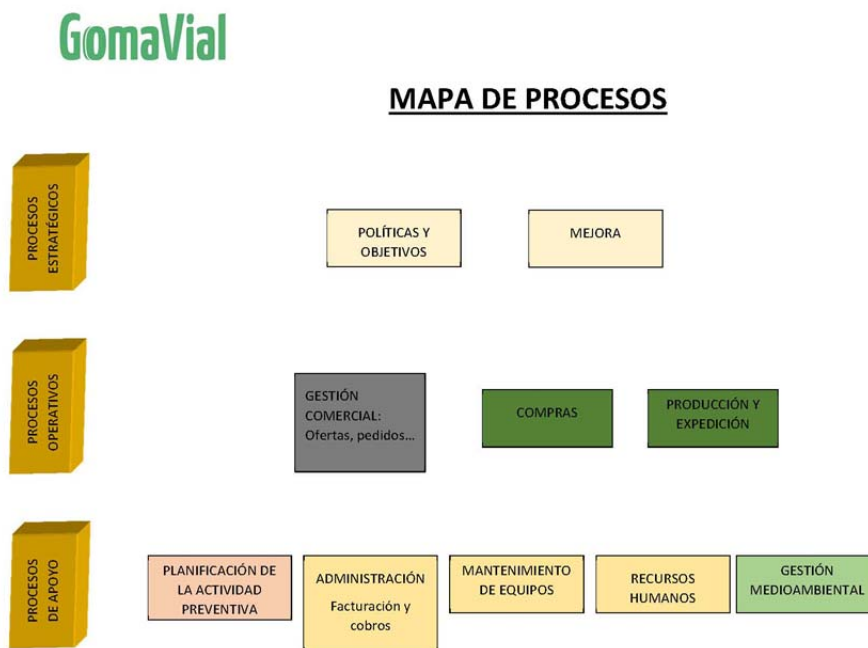 GomaVial
MAPA DE PROCESOS
PROCESOS
ESTRATÉGICOS
POLÍTICAS Y
OBJETIVOS
MEJORA
PROCESOS
OPERATIVOS
GESTIÓN
COMERCIAL:
Ofertas, pedidos...
COMPRAS
PRODUCCIÓN Y
EXPEDICIÓN
PROCESOS
DE APOYO
PLANIFICACIÓN DE
LA ACTIVIDAD
PREVENTIVA
ADMINISTRACIÓN
Facturación y
cobros
MANTENIMIENTO
DE EQUIPOS
RECURSOS
HUMANOS
GESTIÓN
MEDIOAMBIENTAL